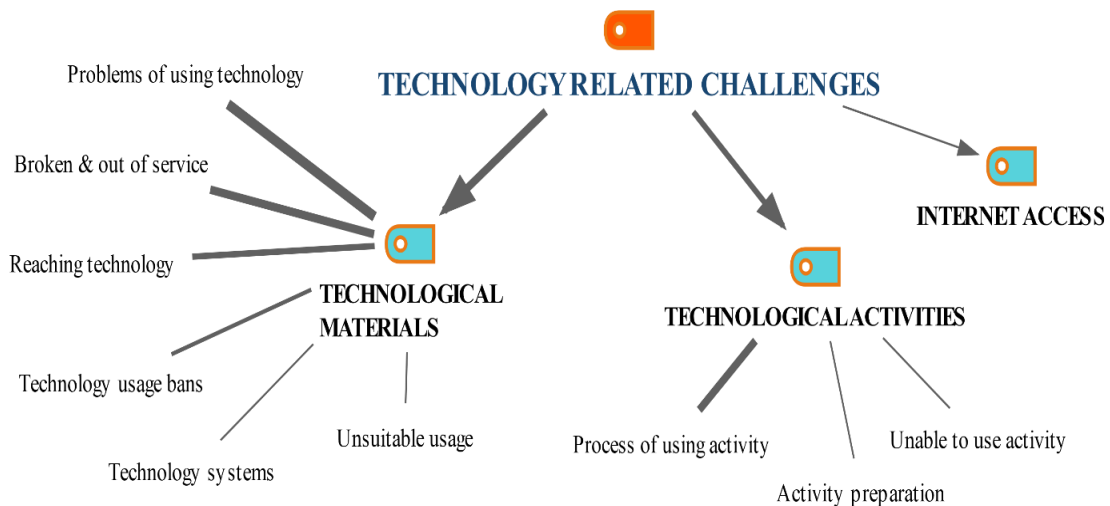 TECHNOLOGY RELATED CHALLENGES
Problems of using technology
Broken & out of service
Reaching technology
Technology usage bans
Technology systems
Unsuitable usage
TECHNOLOGICAL
MATERIALS
INTERNET ACCESS
TECHNOLOGICAL ACTIVITIES
Process of using activity
Activity preparation
Unable to use activity